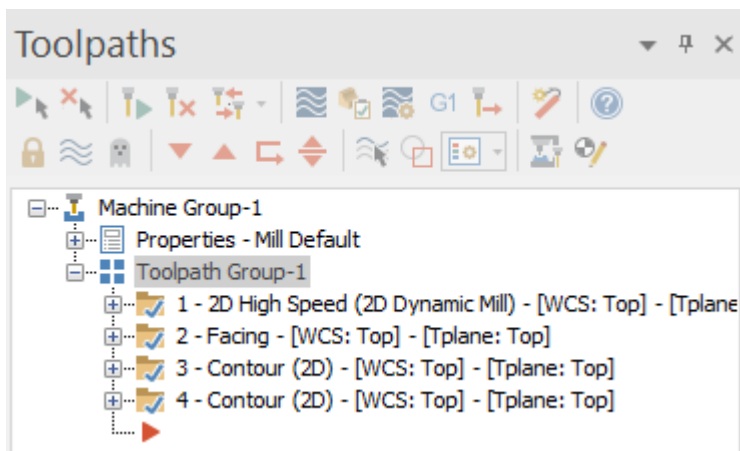 Toolpaths
G1
Machine Group-1
Properties - Mill Default
Toolpath Group-1
1 - 2D High Speed (2D Dynamic Mill) - [WCS: Top] - [Tplane
2 - Facing - [WCS: Top] - [Tplane: Top]
3 - Contour (2D) - [WCS: Top] - [Tplane: Top]
4 - Contour (2D) - [WCS: Top] - [Tplane: Top]